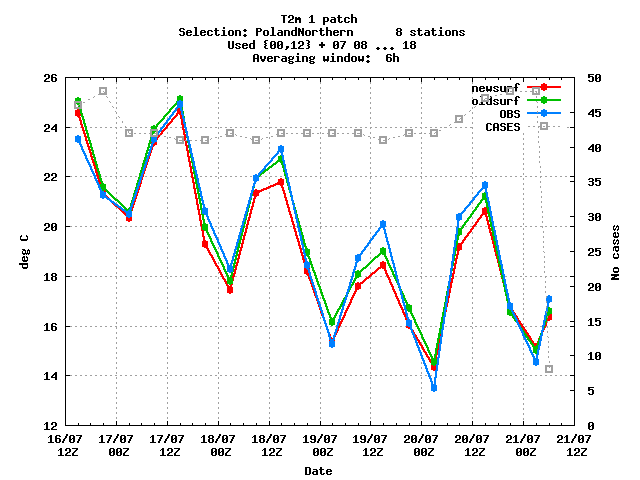 T2m 1 patch
Selection: PolandNorthern      8 stations
Used {00,12} + 07 08 ... 18
Averaging window:  6h
newsurf
oldsurf
OBS
CASES
26
24
22
20
18
16
14
12
deg C
50
45
40
35
30
25
20
15
10
5
0
No cases
16/07 17/07 17/07 18/07 18/07 19/07 19/07 20/07 20/07 21/07 21/07
12Z 00Z 12Z 00Z 12Z 00Z 12Z 00Z 12Z 00Z 12Z
Date